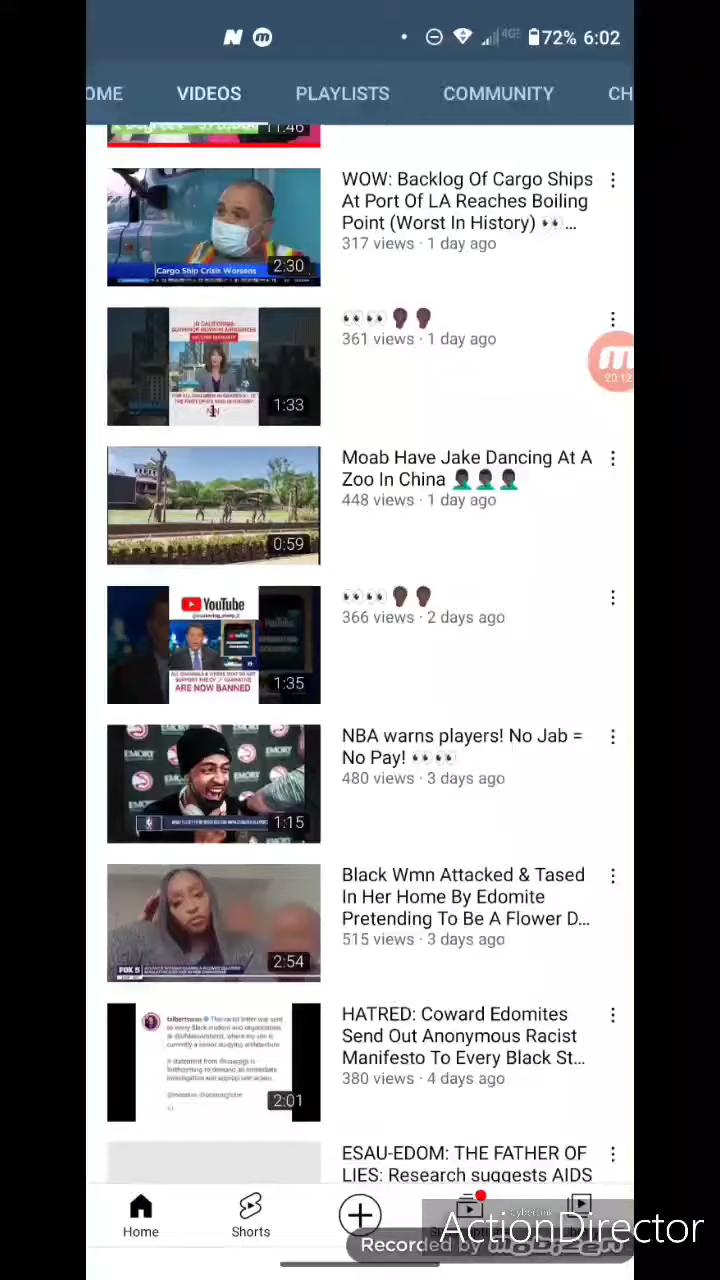 72% 6:02
OME VIDEOS PLAYLISTS COMMUNITY CH
11:46
WOW: Backlog Of Cargo Ships
At Port Of LA Reaches Boiling
Point (Worst In History) 👀...
317 views · 1 day ago
Cargo Ship Crisis Worsens
2:30
👀👀🗣🗣
361 views · 1 day ago
1:33
20:12
Moab Have Jake Dancing At A
Zoo In China 🤦🏿‍♂️🤦🏿‍♂️🤦🏿‍♂️
448 views · 1 day ago
0:59
👀👀🗣🗣
366 views · 2 days ago
YouTube
ARE NOW BANNED
1:35
NBA warns players! No Jab =
No Pay! 👀👀
480 views · 3 days ago
EMORY
1:15
Black Wmn Attacked & Tased
In Her Home By Edomite
Pretending To Be A Flower D...
515 views · 3 days ago
FOX 5
2:54
HATRED: Coward Edomites
Send Out Anonymous Racist
Manifesto To Every Black St...
380 views · 4 days ago
2:01
ESAU-EDOM: THE FATHER OF
LIES: Research suggests AIDS
Home Shorts
CyberLink
ActionDirector
Recorded by MOBIZEN